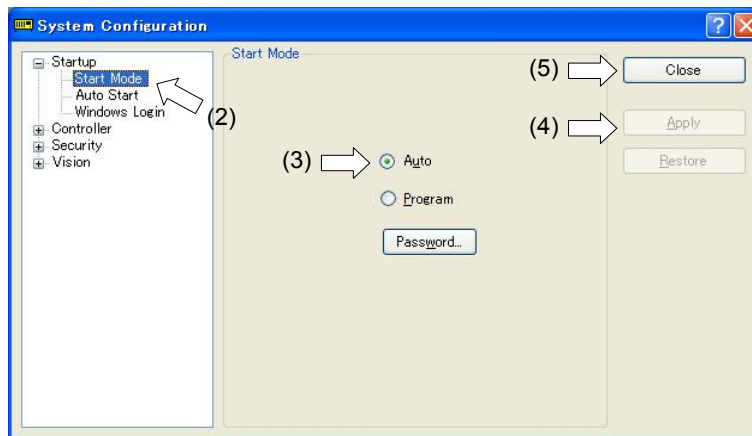 System Configuration
Startup
Start Mode
Auto Start
Windows Login
Controller
Security
Vision
(2)
Start Mode
(3)
Auto
Program
Password...
(5)
Close
(4)
Apply
Restore